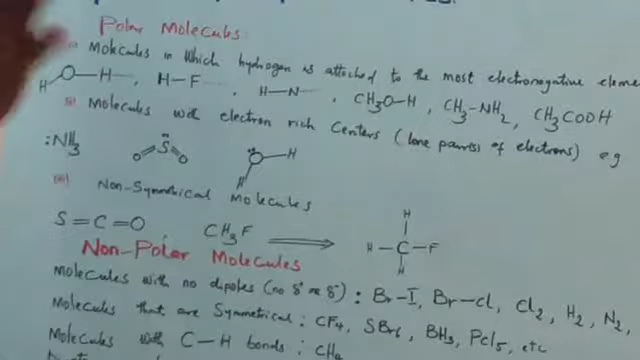 Polar Molecules:
(i) Molecules in Which hydrogen is attached to the most electronegative eleme
H O—H , H—F , H—N , CH3O—H , CH3—NH2, CH3COOH
(ii) Molecules with electron rich Centers (lone paires of electrons) eg
:NH3 O S O O—H H
(iii) Non-Symmetrical Molecules
S=C=O CH3F ⟹ H H—C—F H
Non-Polar Molecules
Molecules with no dipoles (no δ+ or δ-) : Br—I, Br—Cl, Cl2, H2, N2,
Molecules that are Symmetrical : CF4, SBr6, BH3, PCl5, etc
Molecules with C—H bonds : CH4